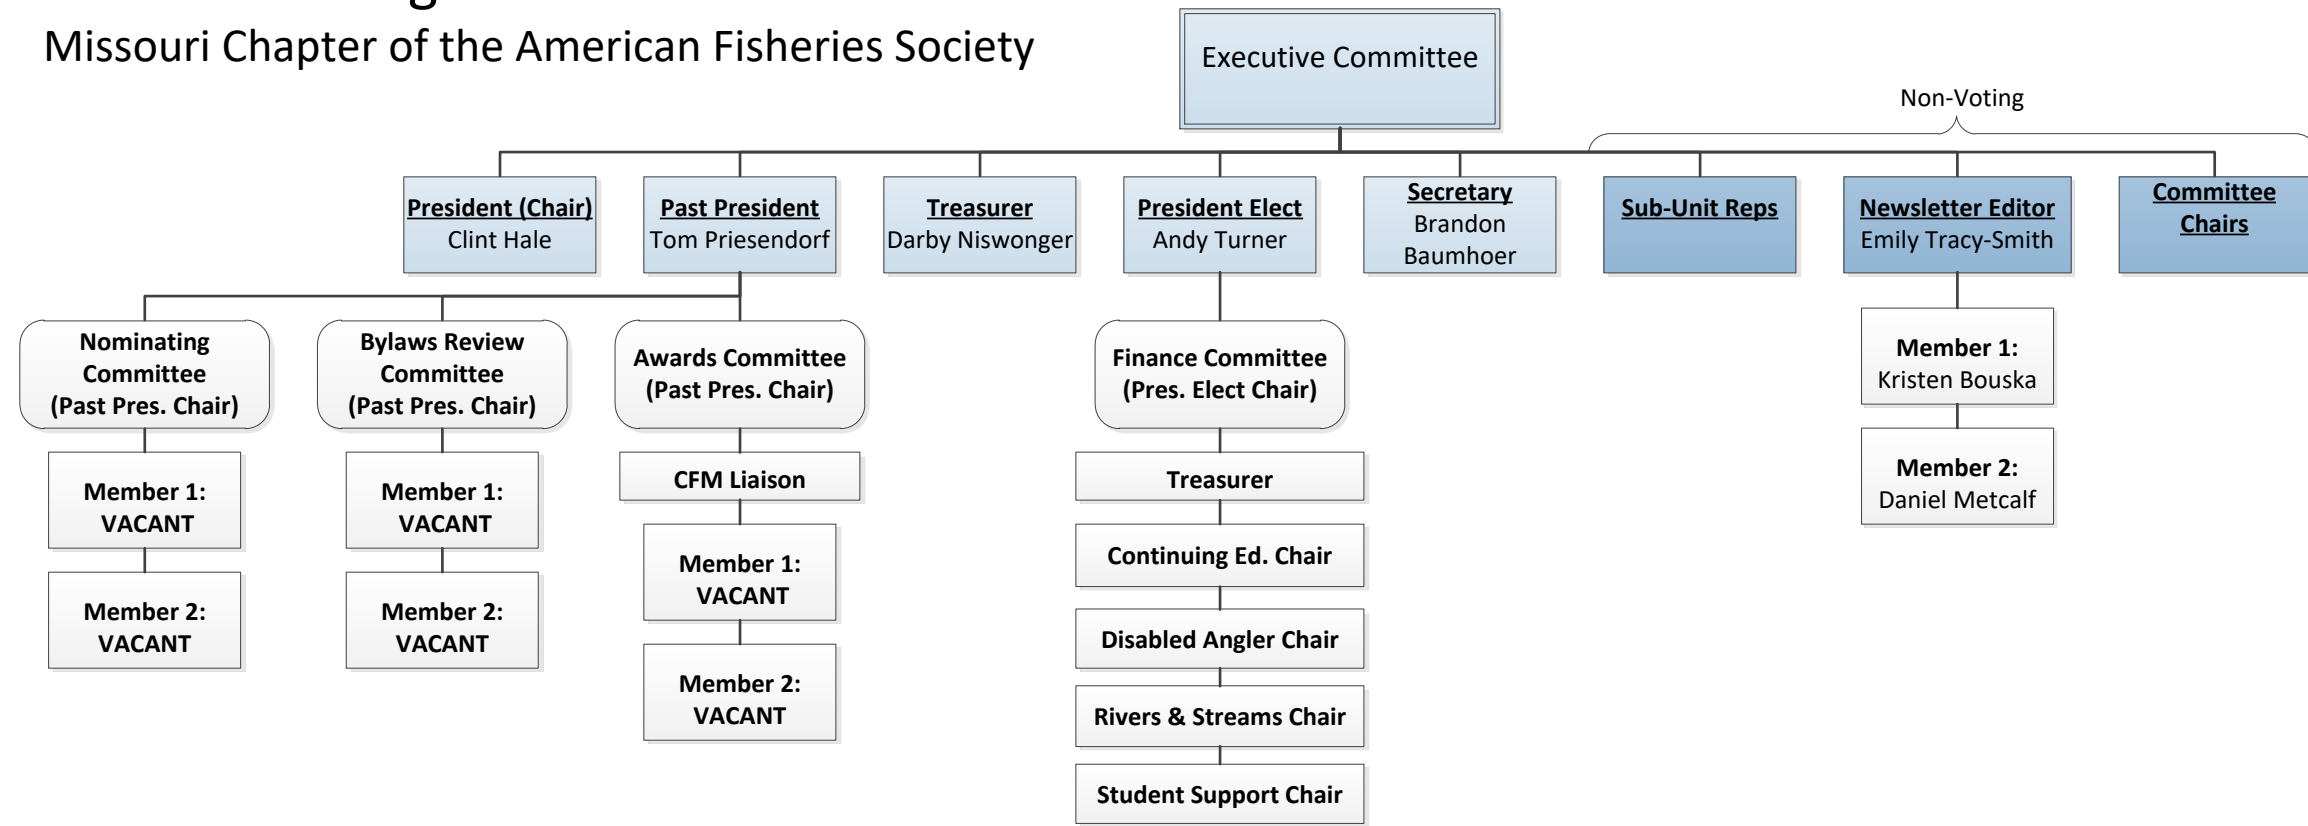 Missouri Chapter of the American Fisheries Society
Executive Committee
Non-Voting
President (Chair)
Clint Hale
Past President
Tom Priesendorf
Treasurer
Darby Niswonger
President Elect
Andy Turner
Secretary
Brandon
Baumhoer
Sub-Unit Reps
Newsletter Editor
Emily Tracy-Smith
Committee
Chairs
Nominating
Committee
(Past Pres. Chair)
Member 1:
VACANT
Member 2:
VACANT
Bylaws Review
Committee
(Past Pres. Chair)
Member 1:
VACANT
Member 2:
VACANT
Awards Committee
(Past Pres. Chair)
CFM Liaison
Member 1:
VACANT
Member 2:
VACANT
Finance Committee
(Pres. Elect Chair)
Treasurer
Continuing Ed. Chair
Disabled Angler Chair
Rivers & Streams Chair
Student Support Chair
Member 1:
Kristen Bouska
Member 2:
Daniel Metcalf